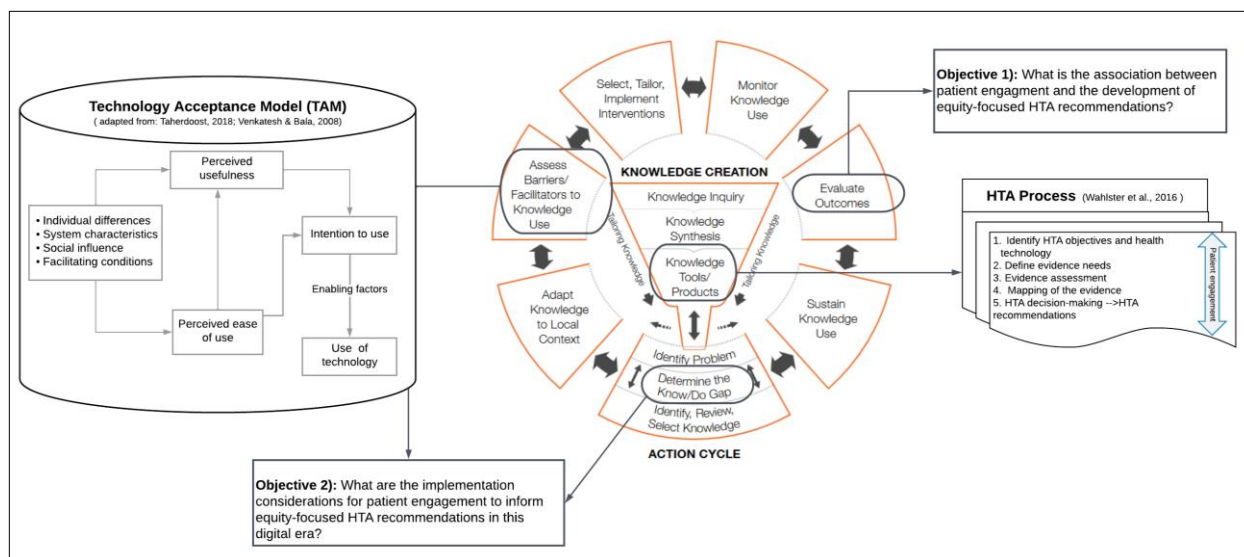 Technology Acceptance Model (TAM)
( adapted from: Taherdoost, 2018; Venkatesh & Bala, 2008)
Perceived
usefulness
• Individual differences
• System characteristics
• Social influence
• Facilitating conditions
Intention to use
Enabling factors
Perceived ease
of use
Use of
technology
Select, Tailor,
Implement
Interventions
Monitor
Knowledge
Use
Assess
Barriers/
Facilitators to
Knowledge
Use
KNOWLEDGE CREATION
Knowledge Inquiry
Knowledge
Synthesis
Knowledge
Tools/
Products
Tailoring Knowledge
Tailoring Knowledge
Evaluate
Outcomes
Adapt
Knowledge
to Local
Context
Sustain
Knowledge
Use
Identify Problem
Determine the
Know/Do Gap
Identify, Review,
Select Knowledge
ACTION CYCLE
Objective 1): What is the association between
patient engagment and the development of
equity-focused HTA recommendations?
HTA Process (Wahlster et al., 2016 )
1. Identify HTA objectives and health
technology
2. Define evidence needs
3. Evidence assessment
4. Mapping of the evidence
5. HTA decision-making -->HTA
recommendations
Patient engagement
Objective 2): What are the implementation
considerations for patient engagement to inform
equity-focused HTA recommendations in this
digital era?